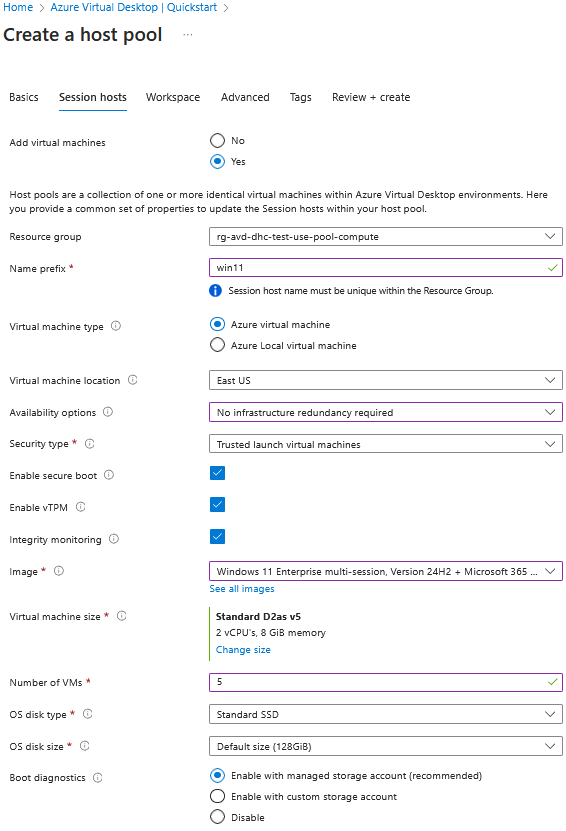 Home > Azure Virtual Desktop | Quickstart >
Create a host pool ...
Basics Session hosts Workspace Advanced Tags Review + create
Add virtual machines
No
Yes
Host pools are a collection of one or more identical virtual machines within Azure Virtual Desktop environments. Here
you provide a common set of properties to update the Session hosts within your host pool.
Resource group rg-avd-dhc-test-use-pool-compute
Name prefix * win11
Session host name must be unique within the Resource Group.
Virtual machine type Azure virtual machine
Azure Local virtual machine
Virtual machine location East US
Availability options No infrastructure redundancy required
Security type * Trusted launch virtual machines
Enable secure boot
Enable vTPM
Integrity monitoring
Image * Windows 11 Enterprise multi-session, Version 24H2 + Microsoft 365 ...
See all images
Virtual machine size * Standard D2as v5
2 vCPU's, 8 GiB memory
Change size
Number of VMs * 5
OS disk type * Standard SSD
OS disk size * Default size (128GiB)
Boot diagnostics Enable with managed storage account (recommended)
Enable with custom storage account
Disable